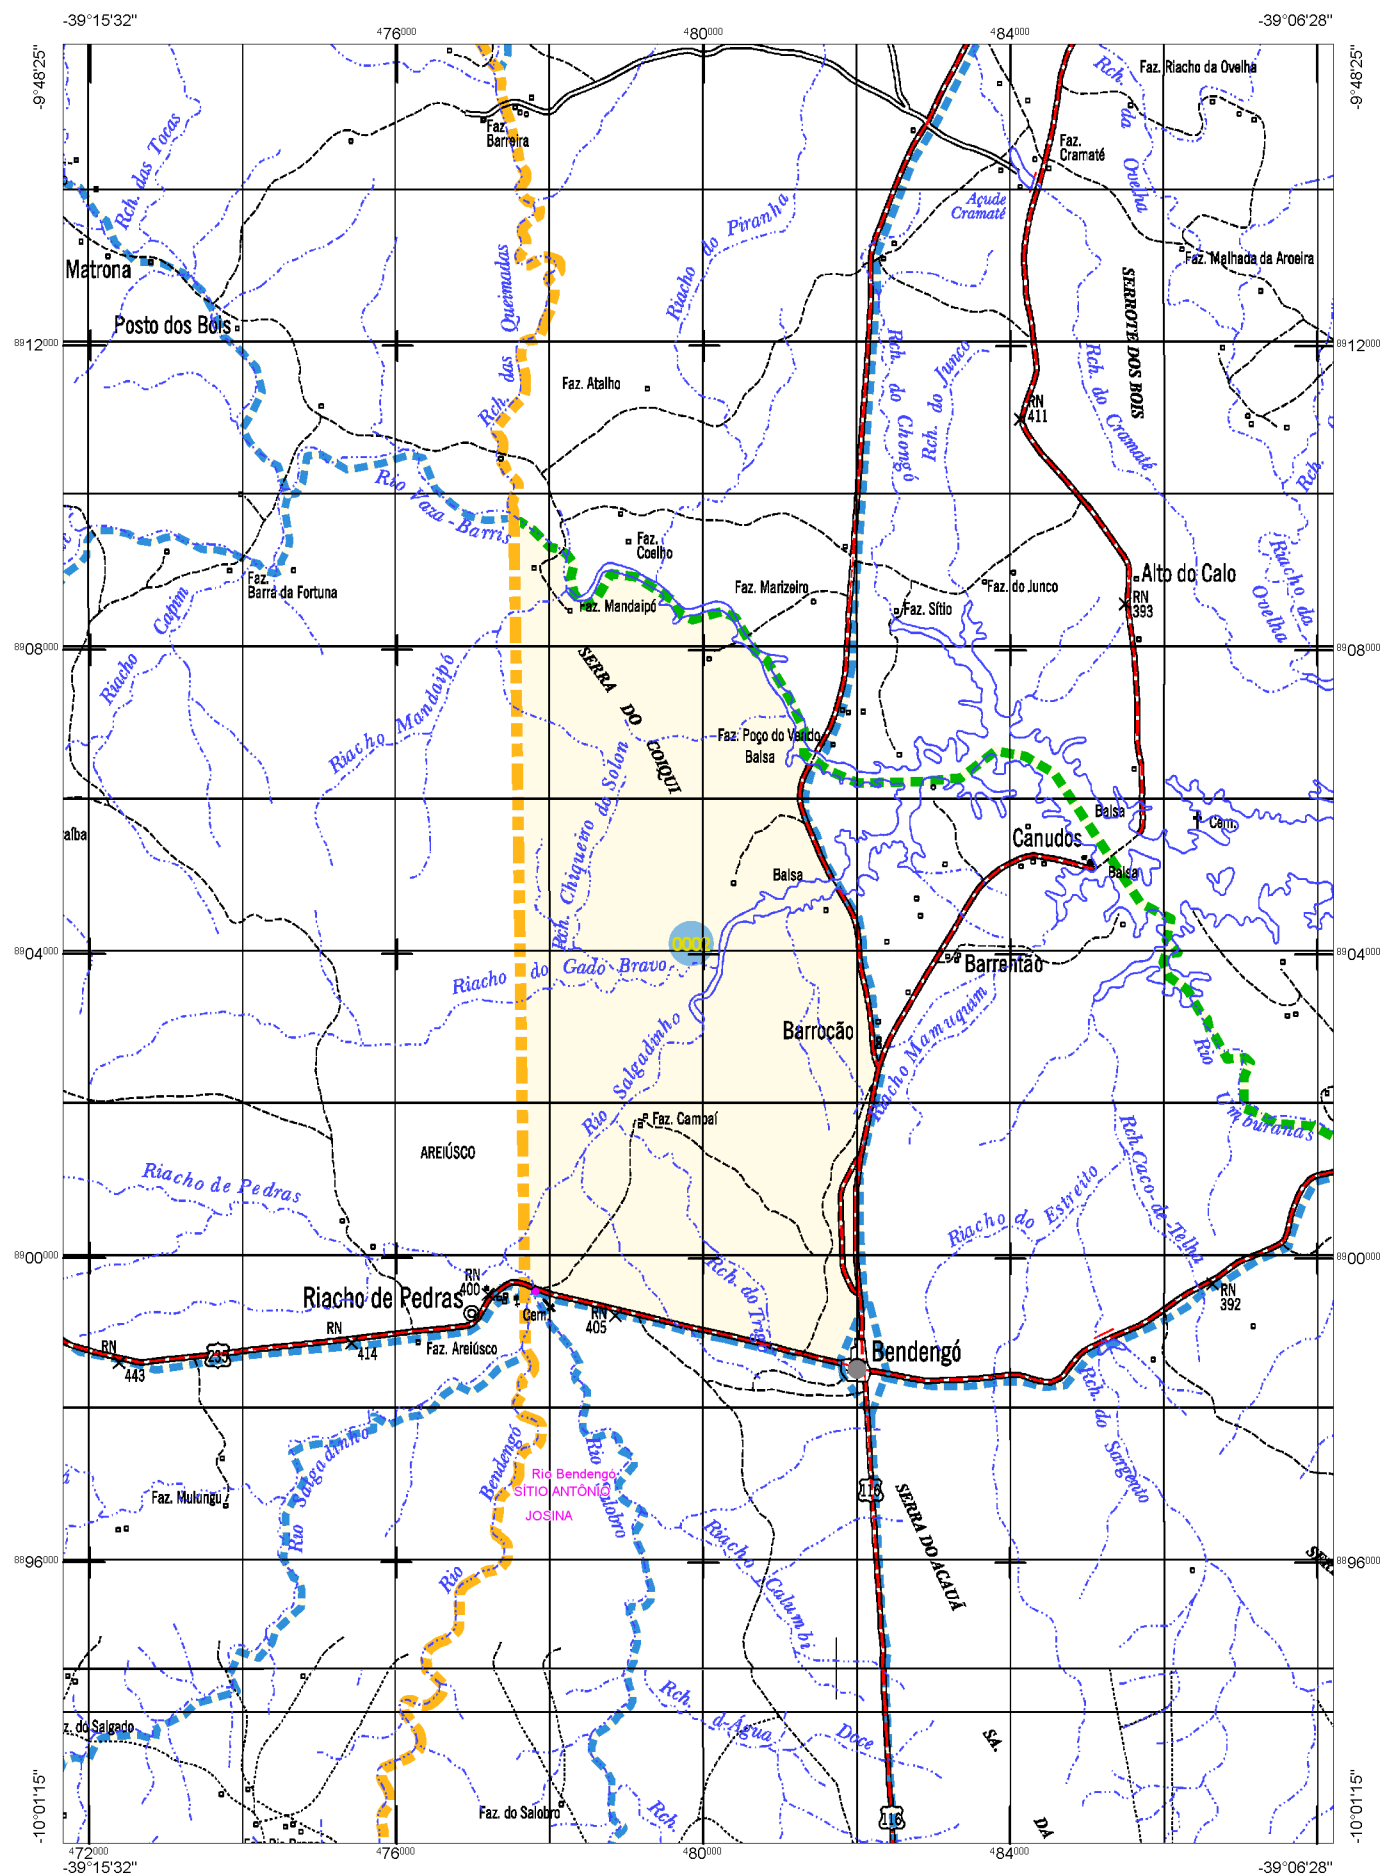 -39°15'32"
-39°06'28"
476000
480000
484000
-9°48'25"
-9°48'25"
Rch. das Tocas
Faz. Barreira
Rch. da Ovelha
Faz. Riacho da Ovelha
Faz. Cramaté
Açude Cramaté
Riacho do Piranha
Matrona
Faz. Malhada da Aroeira
Posto dos Bois
Rch. das Queimadas
SERROTE DOS BOIS
8912000
8912000
Rch. do Chongó
Rch. do Junco
Rch. do Cramaté
Faz. Atalho
RN 411
Rch.
Rio Vaza-Barris
Faz. Coelho
Faz. Barra da Fortuna
Faz. Mandaipó
Faz. Marizeiro
Faz. Sítio
Faz. do Junco
Alto do Calo
RN 393
Riacho da Ovelha
Riacho Capim
8908000
8908000
SERRA DO COIQUI
Riacho Mandaipó
Faz. Poço do Vendo
Balsa
Rch. Chiqueiro do Solon
aíba
Balsa
Cem.
Canudos
Balsa
Balsa
8904000
0002
8904000
Riacho do Gado Bravo
Barrentão
Rio Salgadinho
Barrocão
Riacho Mamuquim
Rio Umburanas
Faz. Campaí
AREIÚSCO
Riacho de Pedras
Riacho do Estreito
Rch. Caco-de-Telha
8900000
8900000
Rch. do Trigo
RN 400
Riacho de Pedras
Cem.
RN 405
RN 392
RN 443
235
RN 414
Faz. Areiúsco
Bendengó
Rch. do Sargento
Rio Salgadinho
Rio Bendengó
Rio Salobro
Rio Bendengó
SÍTIO ANTÔNIO
JOSINA
Faz. Mulungu
116
SERRA DO ACAUÃ
Riacho Calumbi
8896000
8896000
Rch. d-Água Doce
z. do Salgado
SA.
DA
Faz. do Salobro
Rch.
116
-10°01'15"
-10°01'15"
472000
476000
480000
484000
-39°15'32"
-39°06'28"